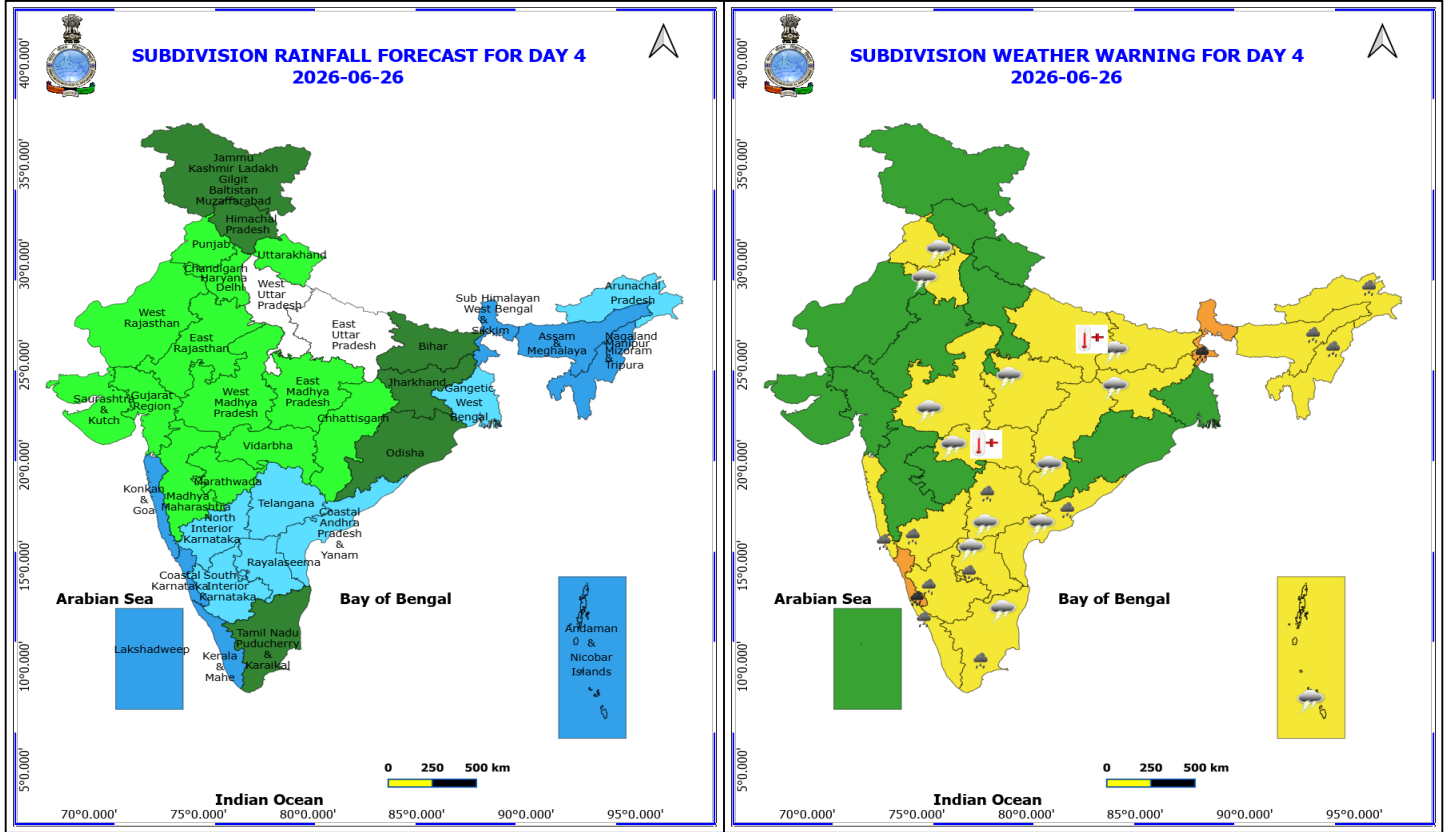 SUBDIVISION RAINFALL FORECAST FOR DAY 4
2026-06-26
40°0.000'
35°0.000'
30°0.000'
25°0.000'
20°0.000'
15°0.000'
10°0.000'
5°0.000'
Jammu
Kashmir Ladakh
Gilgit
Baltistan
Muzaffarabad
Himachal
Pradesh
Punjab
Uttarakhand
Chandigarh
Haryana
Delhi
West
Uttar
Pradesh
West
Rajasthan
East
Rajasthan
East
Uttar
Pradesh
Sub Himalayan
West Bengal
&
Sikkim
Arunachal
Pradesh
Assam
&
Meghalaya
Nagaland
Manipur
Mizoram
&
Tripura
Bihar
Jharkhand
Gangetic
West
Bengal
Saurashtra
&
Kutch
Gujarat
Region
West
Madhya
Pradesh
East
Madhya
Pradesh
Chhattisgarh
Vidarbha
Odisha
Konkan
&
Goa
Madhya
Maharashtra
Marathwada
Telangana
North
Interior
Karnataka
Coastal
Andhra
Pradesh
&
Yanam
Rayalaseema
Coastal
Karnataka
South
Interior
Karnataka
Arabian Sea
Bay of Bengal
Lakshadweep
Kerala
&
Mahe
Tamil Nadu
Puducherry
&
Karaikal
Andaman
&
Nicobar
Islands
0 250 500 km
Indian Ocean
70°0.000' 75°0.000' 80°0.000' 85°0.000' 90°0.000' 95°0.000'
SUBDIVISION WEATHER WARNING FOR DAY 4
2026-06-26
40°0.000'
35°0.000'
30°0.000'
25°0.000'
20°0.000'
15°0.000'
10°0.000'
5°0.000'
Arabian Sea
Bay of Bengal
0 250 500 km
Indian Ocean
70°0.000' 75°0.000' 80°0.000' 85°0.000' 90°0.000' 95°0.000'